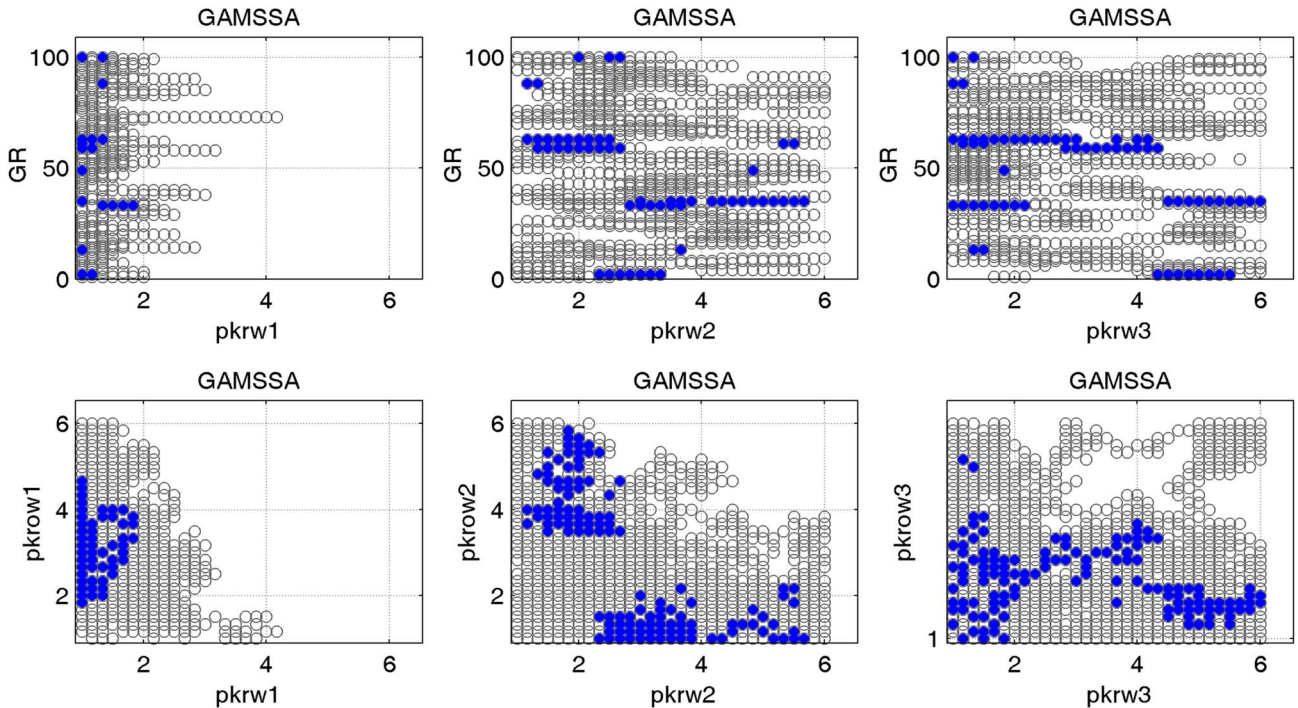 GAMSSA GAMSSA GAMSSA
100 100 100
GR GR GR
50 50 50
0 0 0
2 4 6 2 4 6 2 4 6
pkrw1 pkrw2 pkrw3
GAMSSA GAMSSA GAMSSA
6 6
pkrow1 pkrow2 pkrow3
4 4
2 2
1
2 4 6 2 4 6 2 4 6
pkrw1 pkrw2 pkrw3